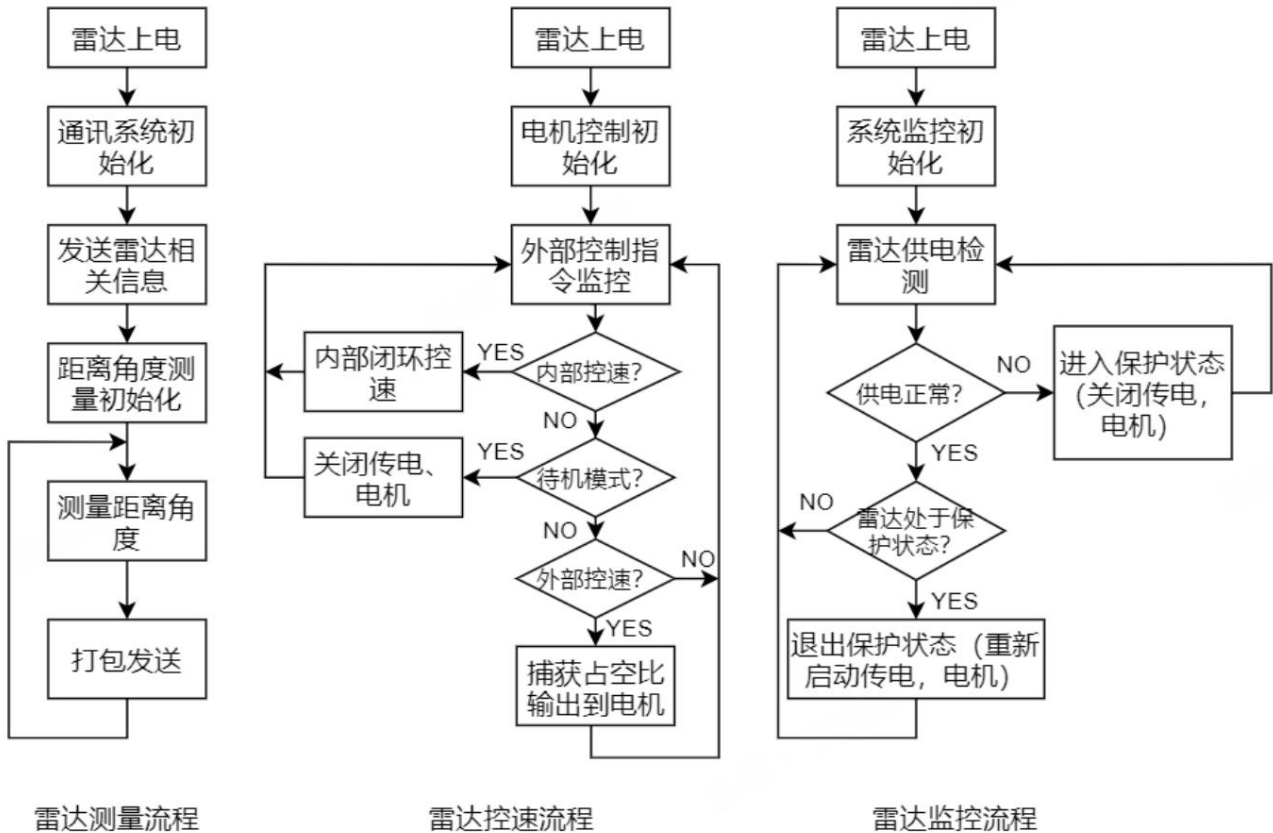 雷达上电
通讯系统初
始化
发送雷达相
关信息
距离角度测
量初始化
测量距离角
度
打包发送
雷达测量流程
雷达上电
电机控制初
始化
外部控制指
令监控
内部控速?
YES
内部闭环控
速
NO
待机模式?
YES
关闭传电、
电机
NO
外部控速?
NO
YES
捕获占空比
输出到电机
雷达控速流程
雷达上电
系统监控初
始化
雷达供电检
测
供电正常?
NO
进入保护状态
(关闭传电,
电机)
YES
雷达处于保
护状态?
NO
YES
退出保护状态(重新
启动传电,电机)
雷达监控流程